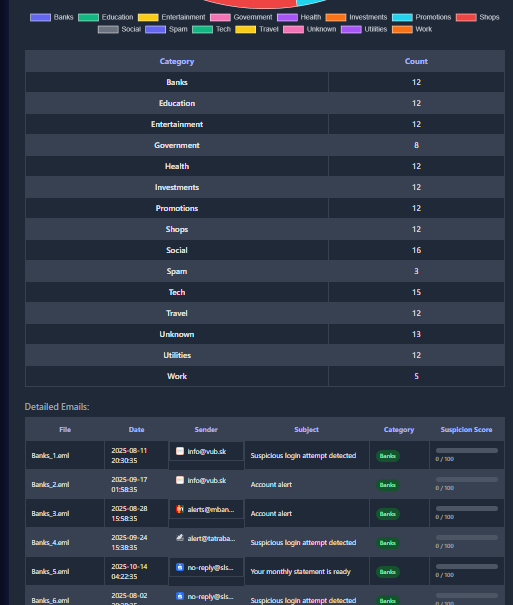 Banks Education Entertainment Government Health Investments Promotions Shops
Social Spam Tech Travel Unknown Utilities Work
Category Count
Banks 12
Education 12
Entertainment 12
Government 8
Health 12
Investments 12
Promotions 12
Shops 12
Social 16
Spam 3
Tech 15
Travel 12
Unknown 13
Utilities 12
Work 5
Detailed Emails:
File Date Sender Subject Category Suspicion Score
Banks_1.eml 2025-08-11 20:30:35 info@vub.sk Suspicious login attempt detected Banks 0 / 100
Banks_2.eml 2025-09-17 01:58:35 info@vub.sk Account alert Banks 0 / 100
Banks_3.eml 2025-08-28 15:58:35 alerts@mban... Account alert Banks 0 / 100
Banks_4.eml 2025-09-24 19:38:35 alert@tatraba... Suspicious login attempt detected Banks 0 / 100
Banks_5.eml 2025-10-14 04:22:35 no-reply@sls... Your monthly statement is ready Banks 0 / 100
Banks_6.eml 2025-08-02 no-reply@sls... Suspicious login attempt detected Banks